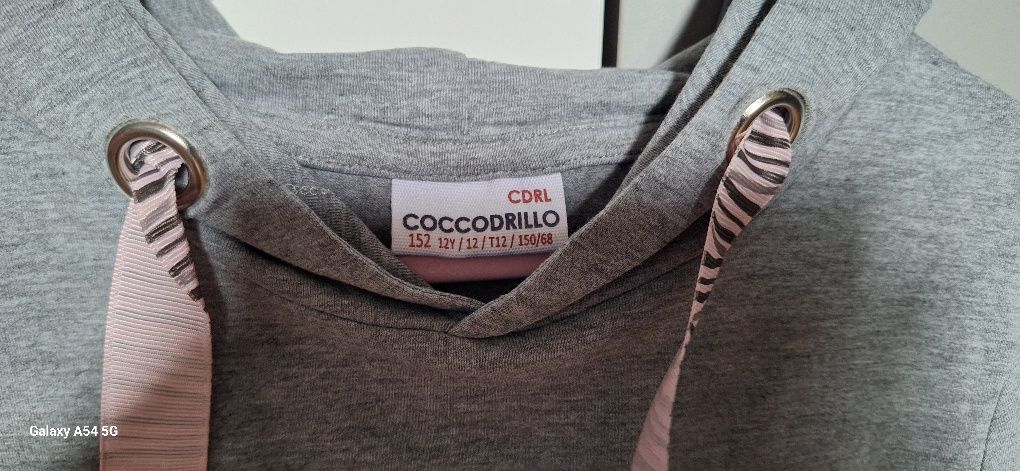 CDRL
COCCODRILLO
152 12Y / 12 / T12 / 150/68
Galaxy A54 5G